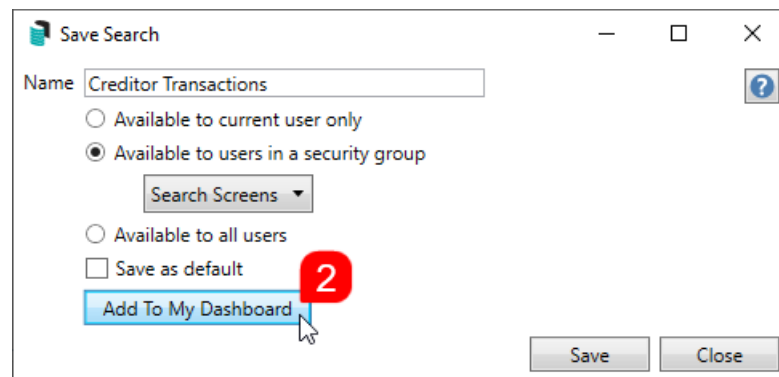 Save Search
Name Creditor Transactions
?
Available to current user only
Available to users in a security group
Search Screens
Available to all users
Save as default
2
Add To My Dashboard
Save Close